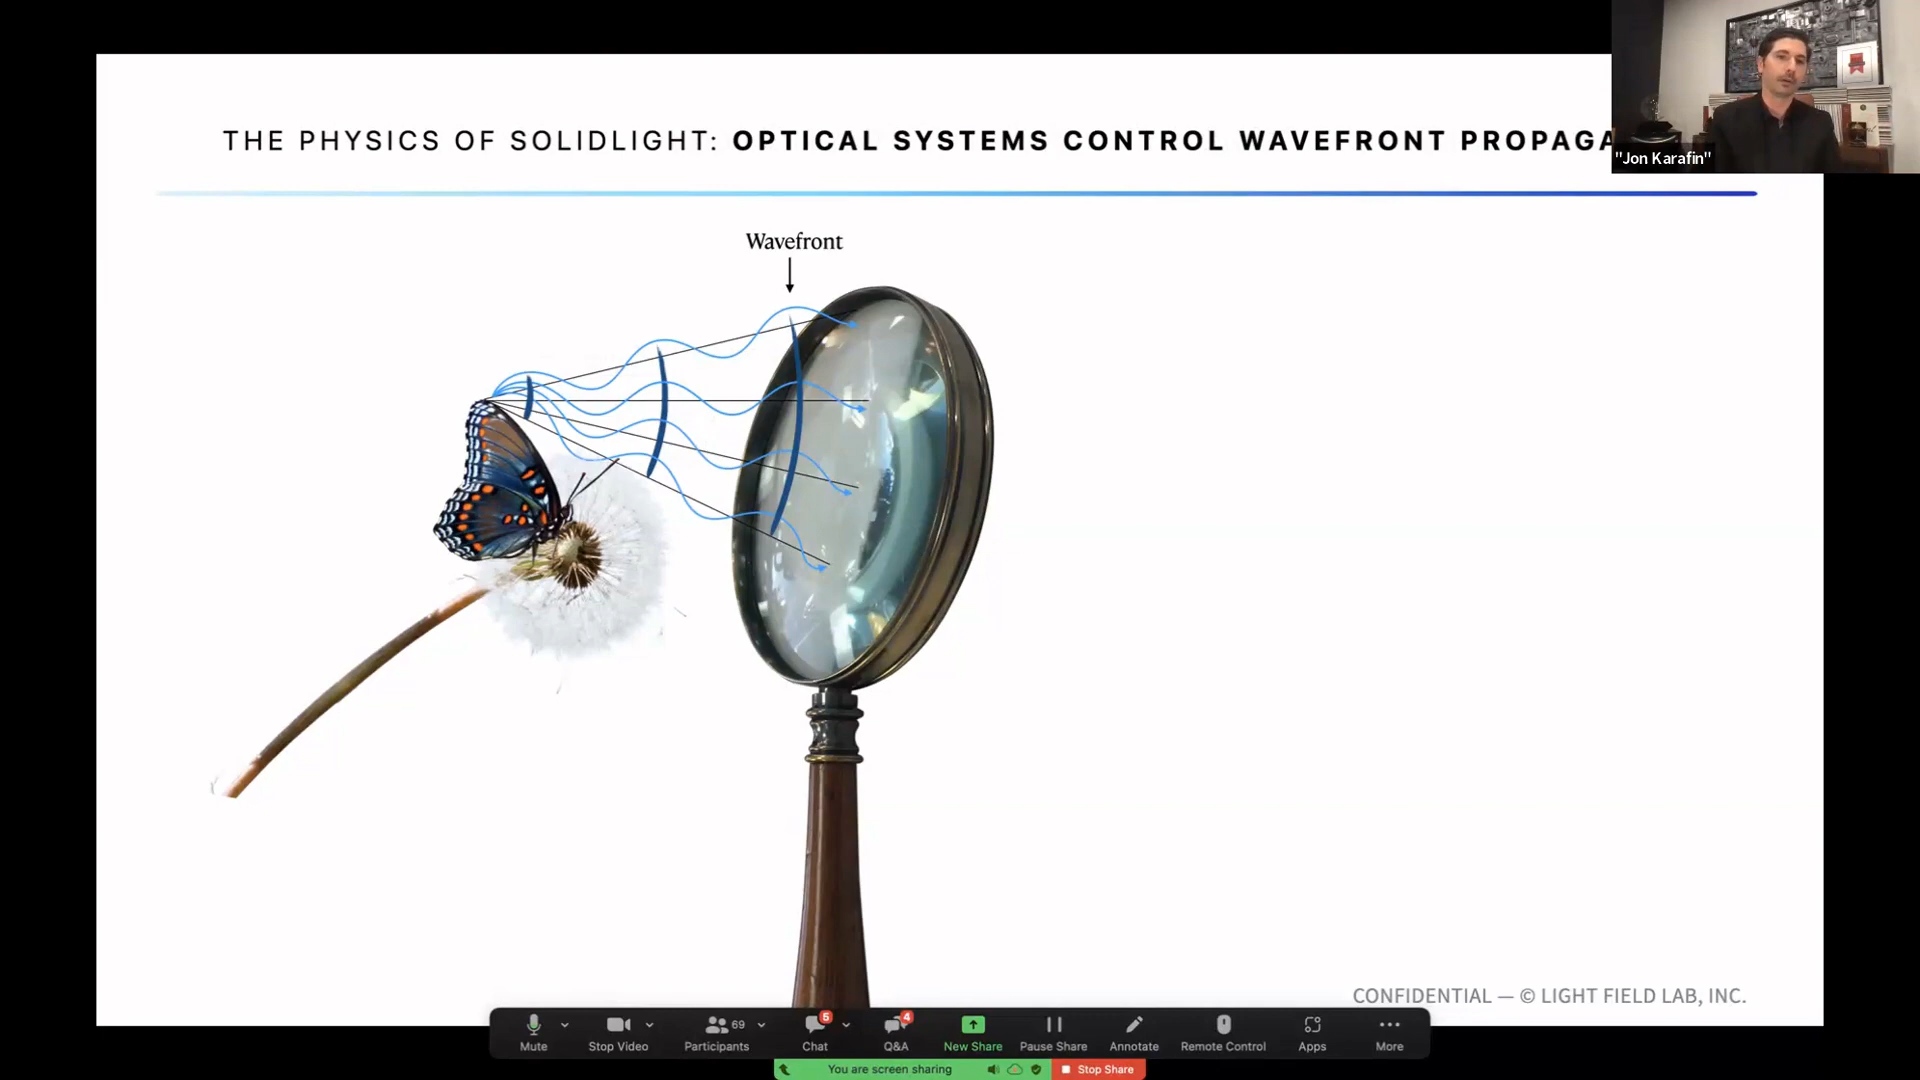 THE PHYSICS OF SOLIDLIGHT: OPTICAL SYSTEMS CONTROL WAVEFRONT PROPAGA
"Jon Karafin"
Wavefront
CONFIDENTIAL — © LIGHT FIELD LAB, INC.
69
5
4
Mute
Stop Video
Participants
Chat
Q&A
New Share
Pause Share
Annotate
Remote Control
Apps
More
You are screen sharing
Stop Share